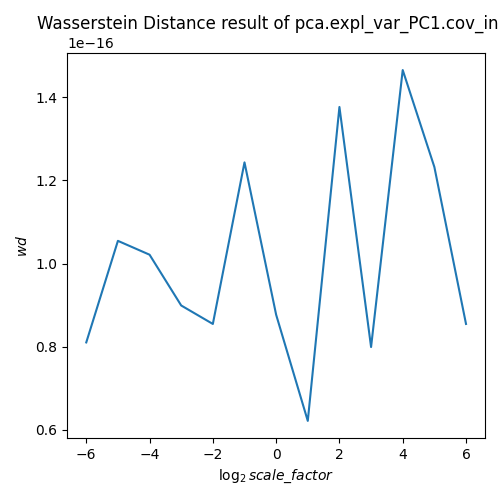 Wasserstein Distance result of pca.expl_var_PC1.cov_in
1e−16
1.4
1.2
1.0
0.8
0.6
wd
−6 −4 −2 0 2 4 6
log₂ scale_factor